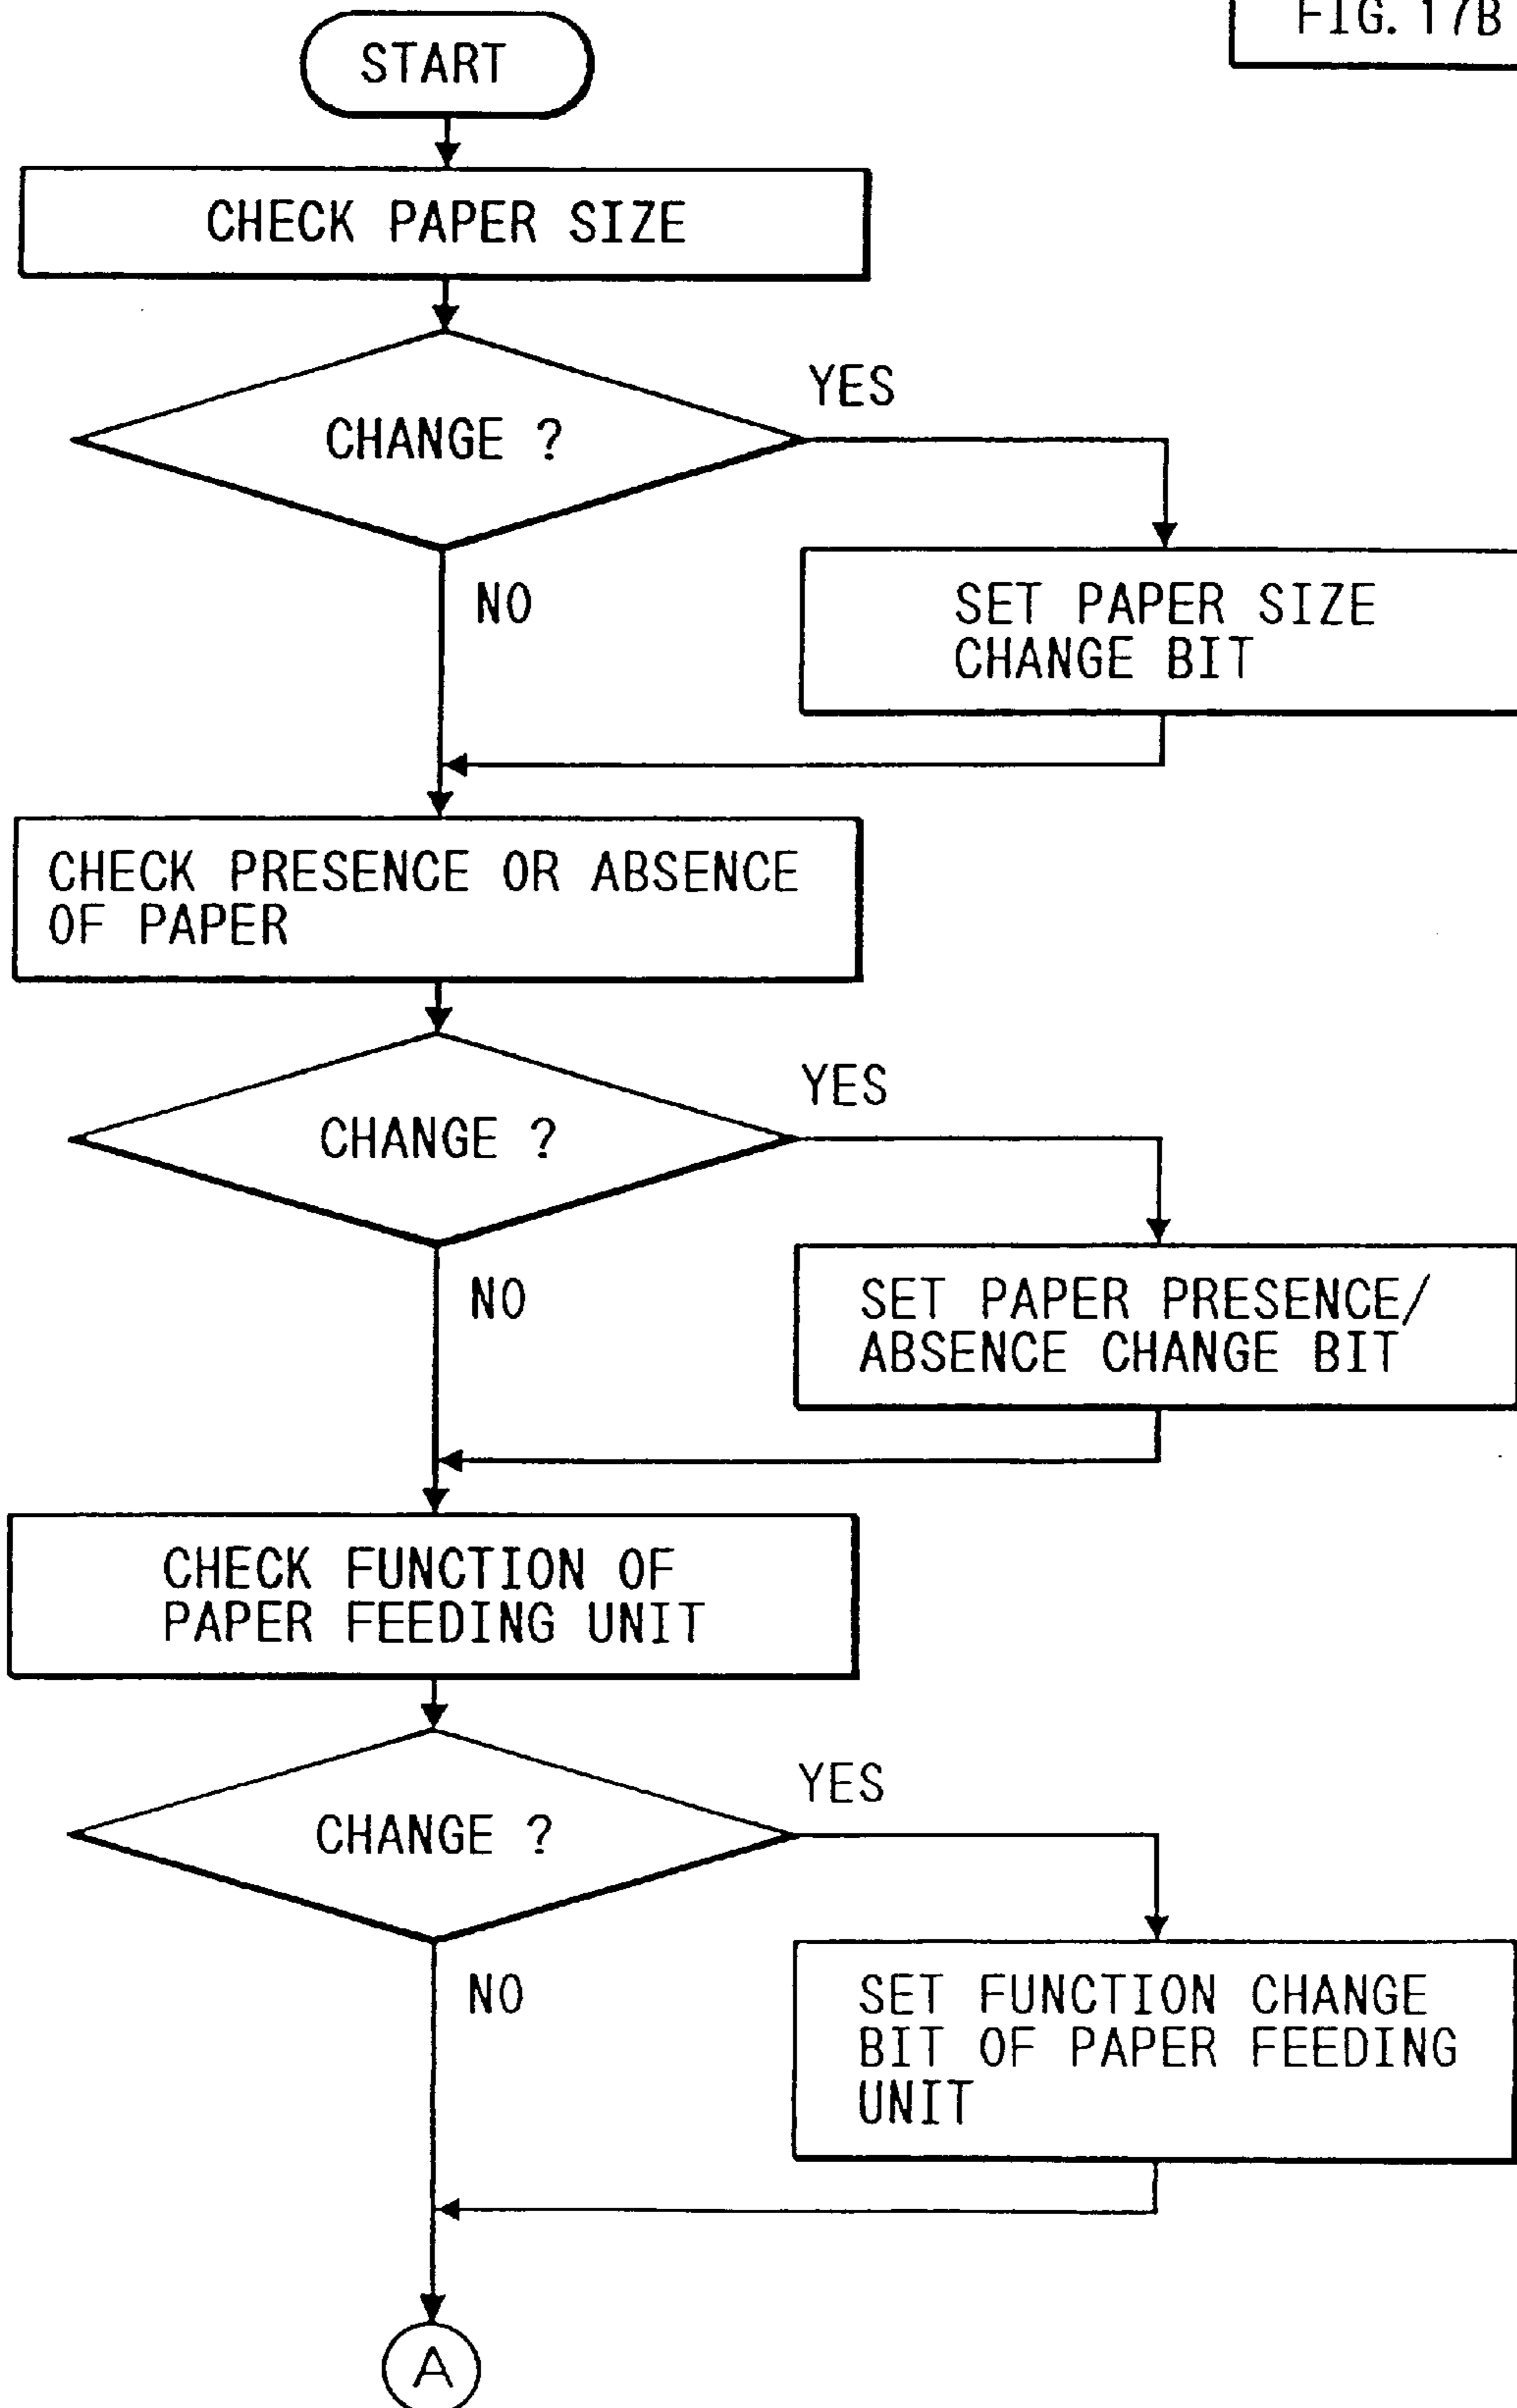 FIG. 17B
START
CHECK PAPER SIZE
CHANGE ?
YES
NO
SET PAPER SIZE
CHANGE BIT
CHECK PRESENCE OR ABSENCE
OF PAPER
CHANGE ?
YES
NO
SET PAPER PRESENCE/
ABSENCE CHANGE BIT
CHECK FUNCTION OF
PAPER FEEDING UNIT
CHANGE ?
YES
NO
SET FUNCTION CHANGE
BIT OF PAPER FEEDING
UNIT
A